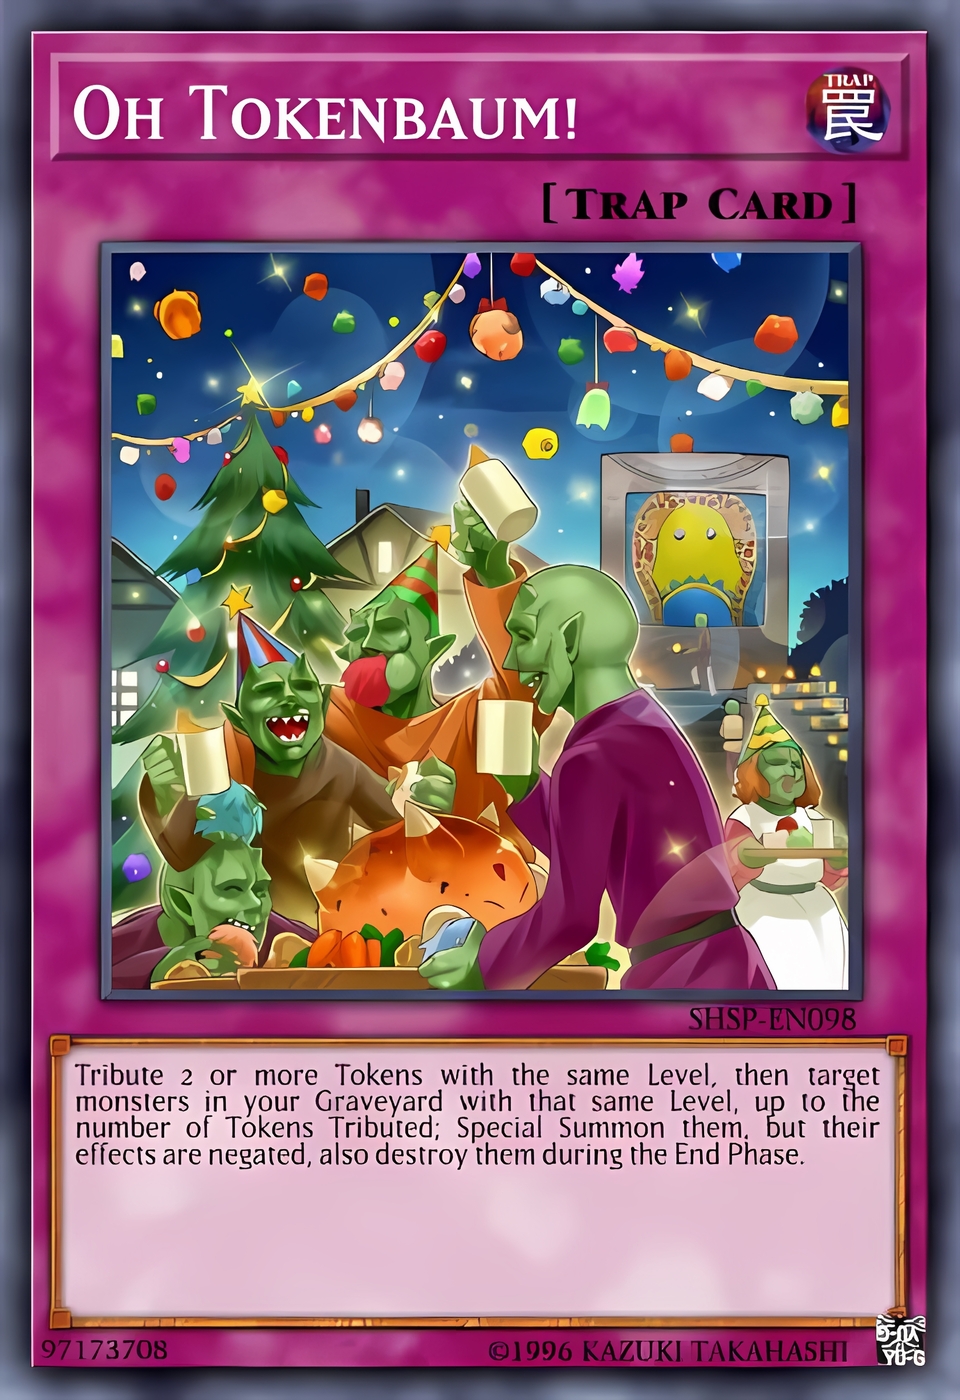 Oh Tokenbaum!
TRAP
罠
[Trap Card]
SHSP-EN098
Tribute 2 or more Tokens with the same Level, then target
monsters in your Graveyard with that same Level, up to the
number of Tokens Tributed; Special Summon them, but their
effects are negated, also destroy them during the End Phase.
97173708
©1996 KAZUKI TAKAHASHI